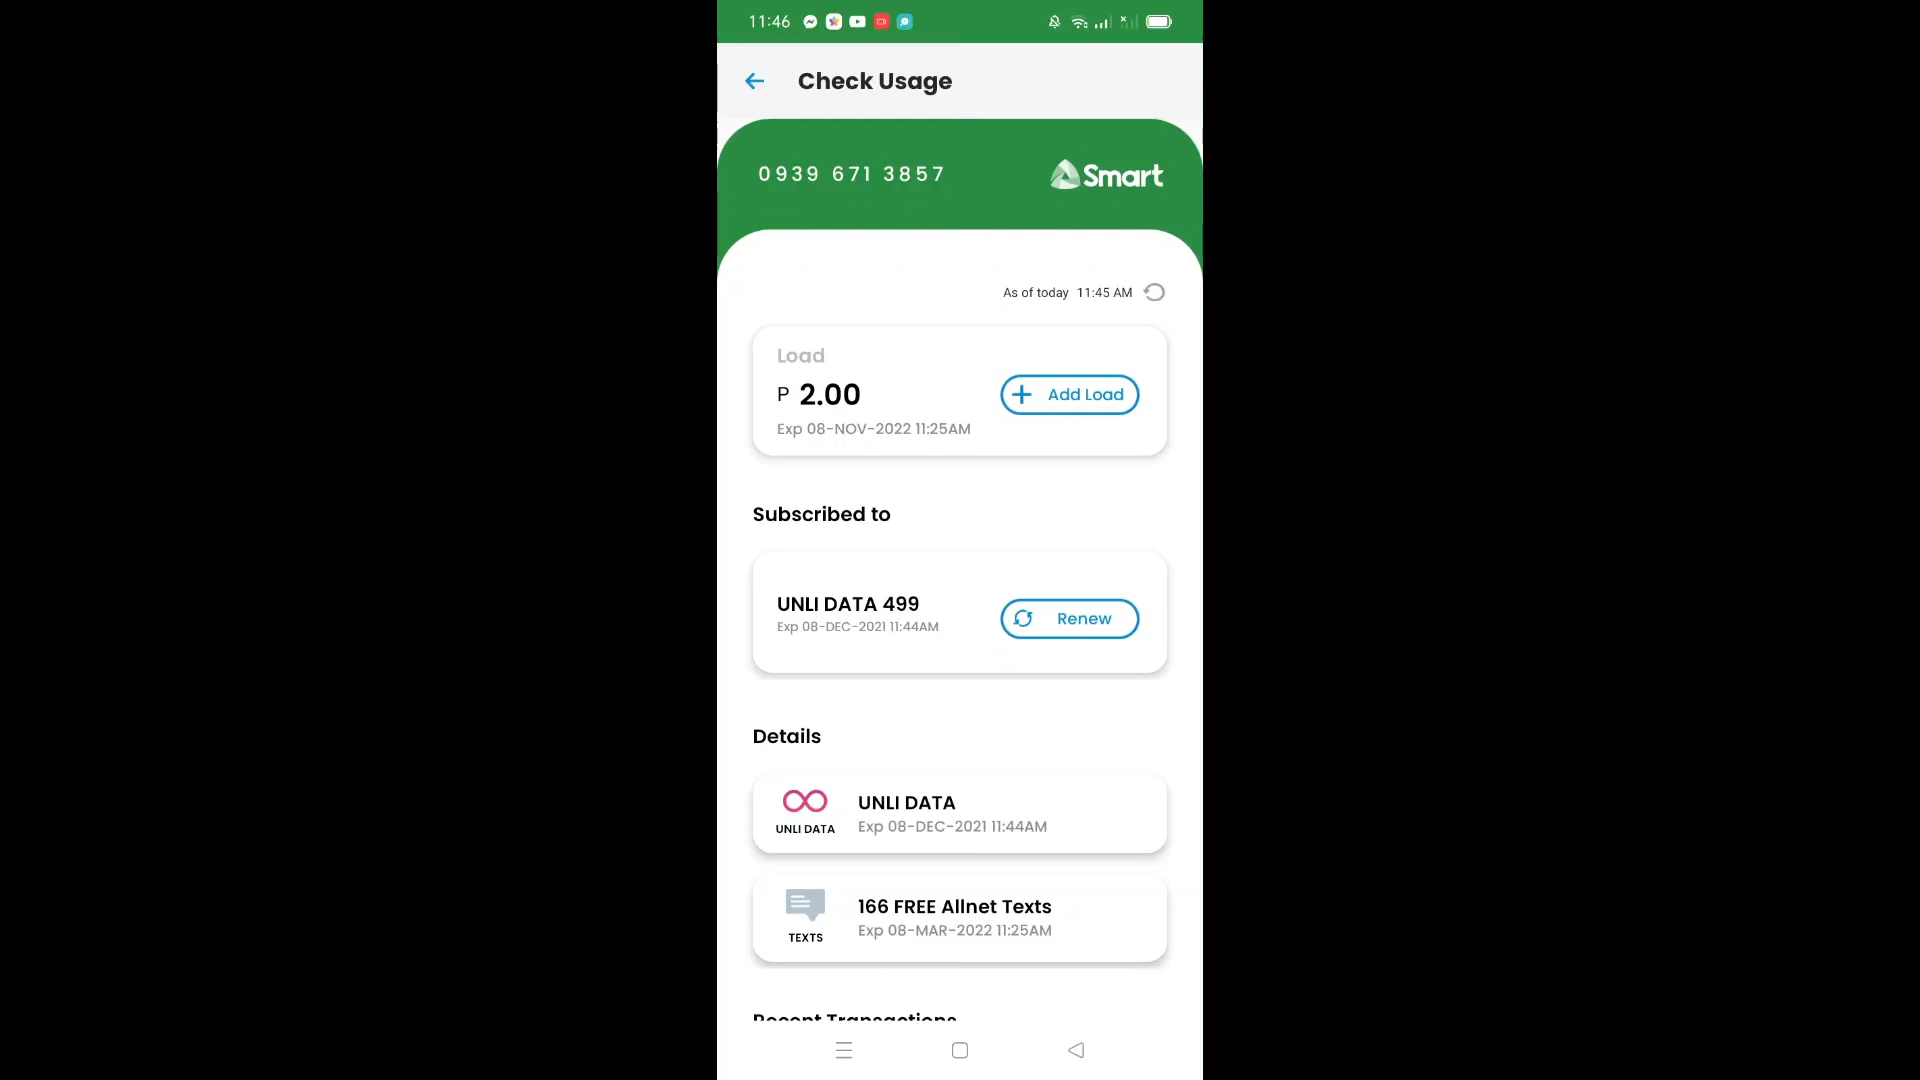 11:46
Check Usage
0939 671 3857
Smart
As of today 11:45 AM
Load
P 2.00
Exp 08-NOV-2022 11:25AM
Add Load
Subscribed to
UNLI DATA 499
Exp 08-DEC-2021 11:44AM
Renew
Details
UNLI DATA
UNLI DATA
Exp 08-DEC-2021 11:44AM
TEXTS
166 FREE Allnet Texts
Exp 08-MAR-2022 11:25AM
Recent Transactions